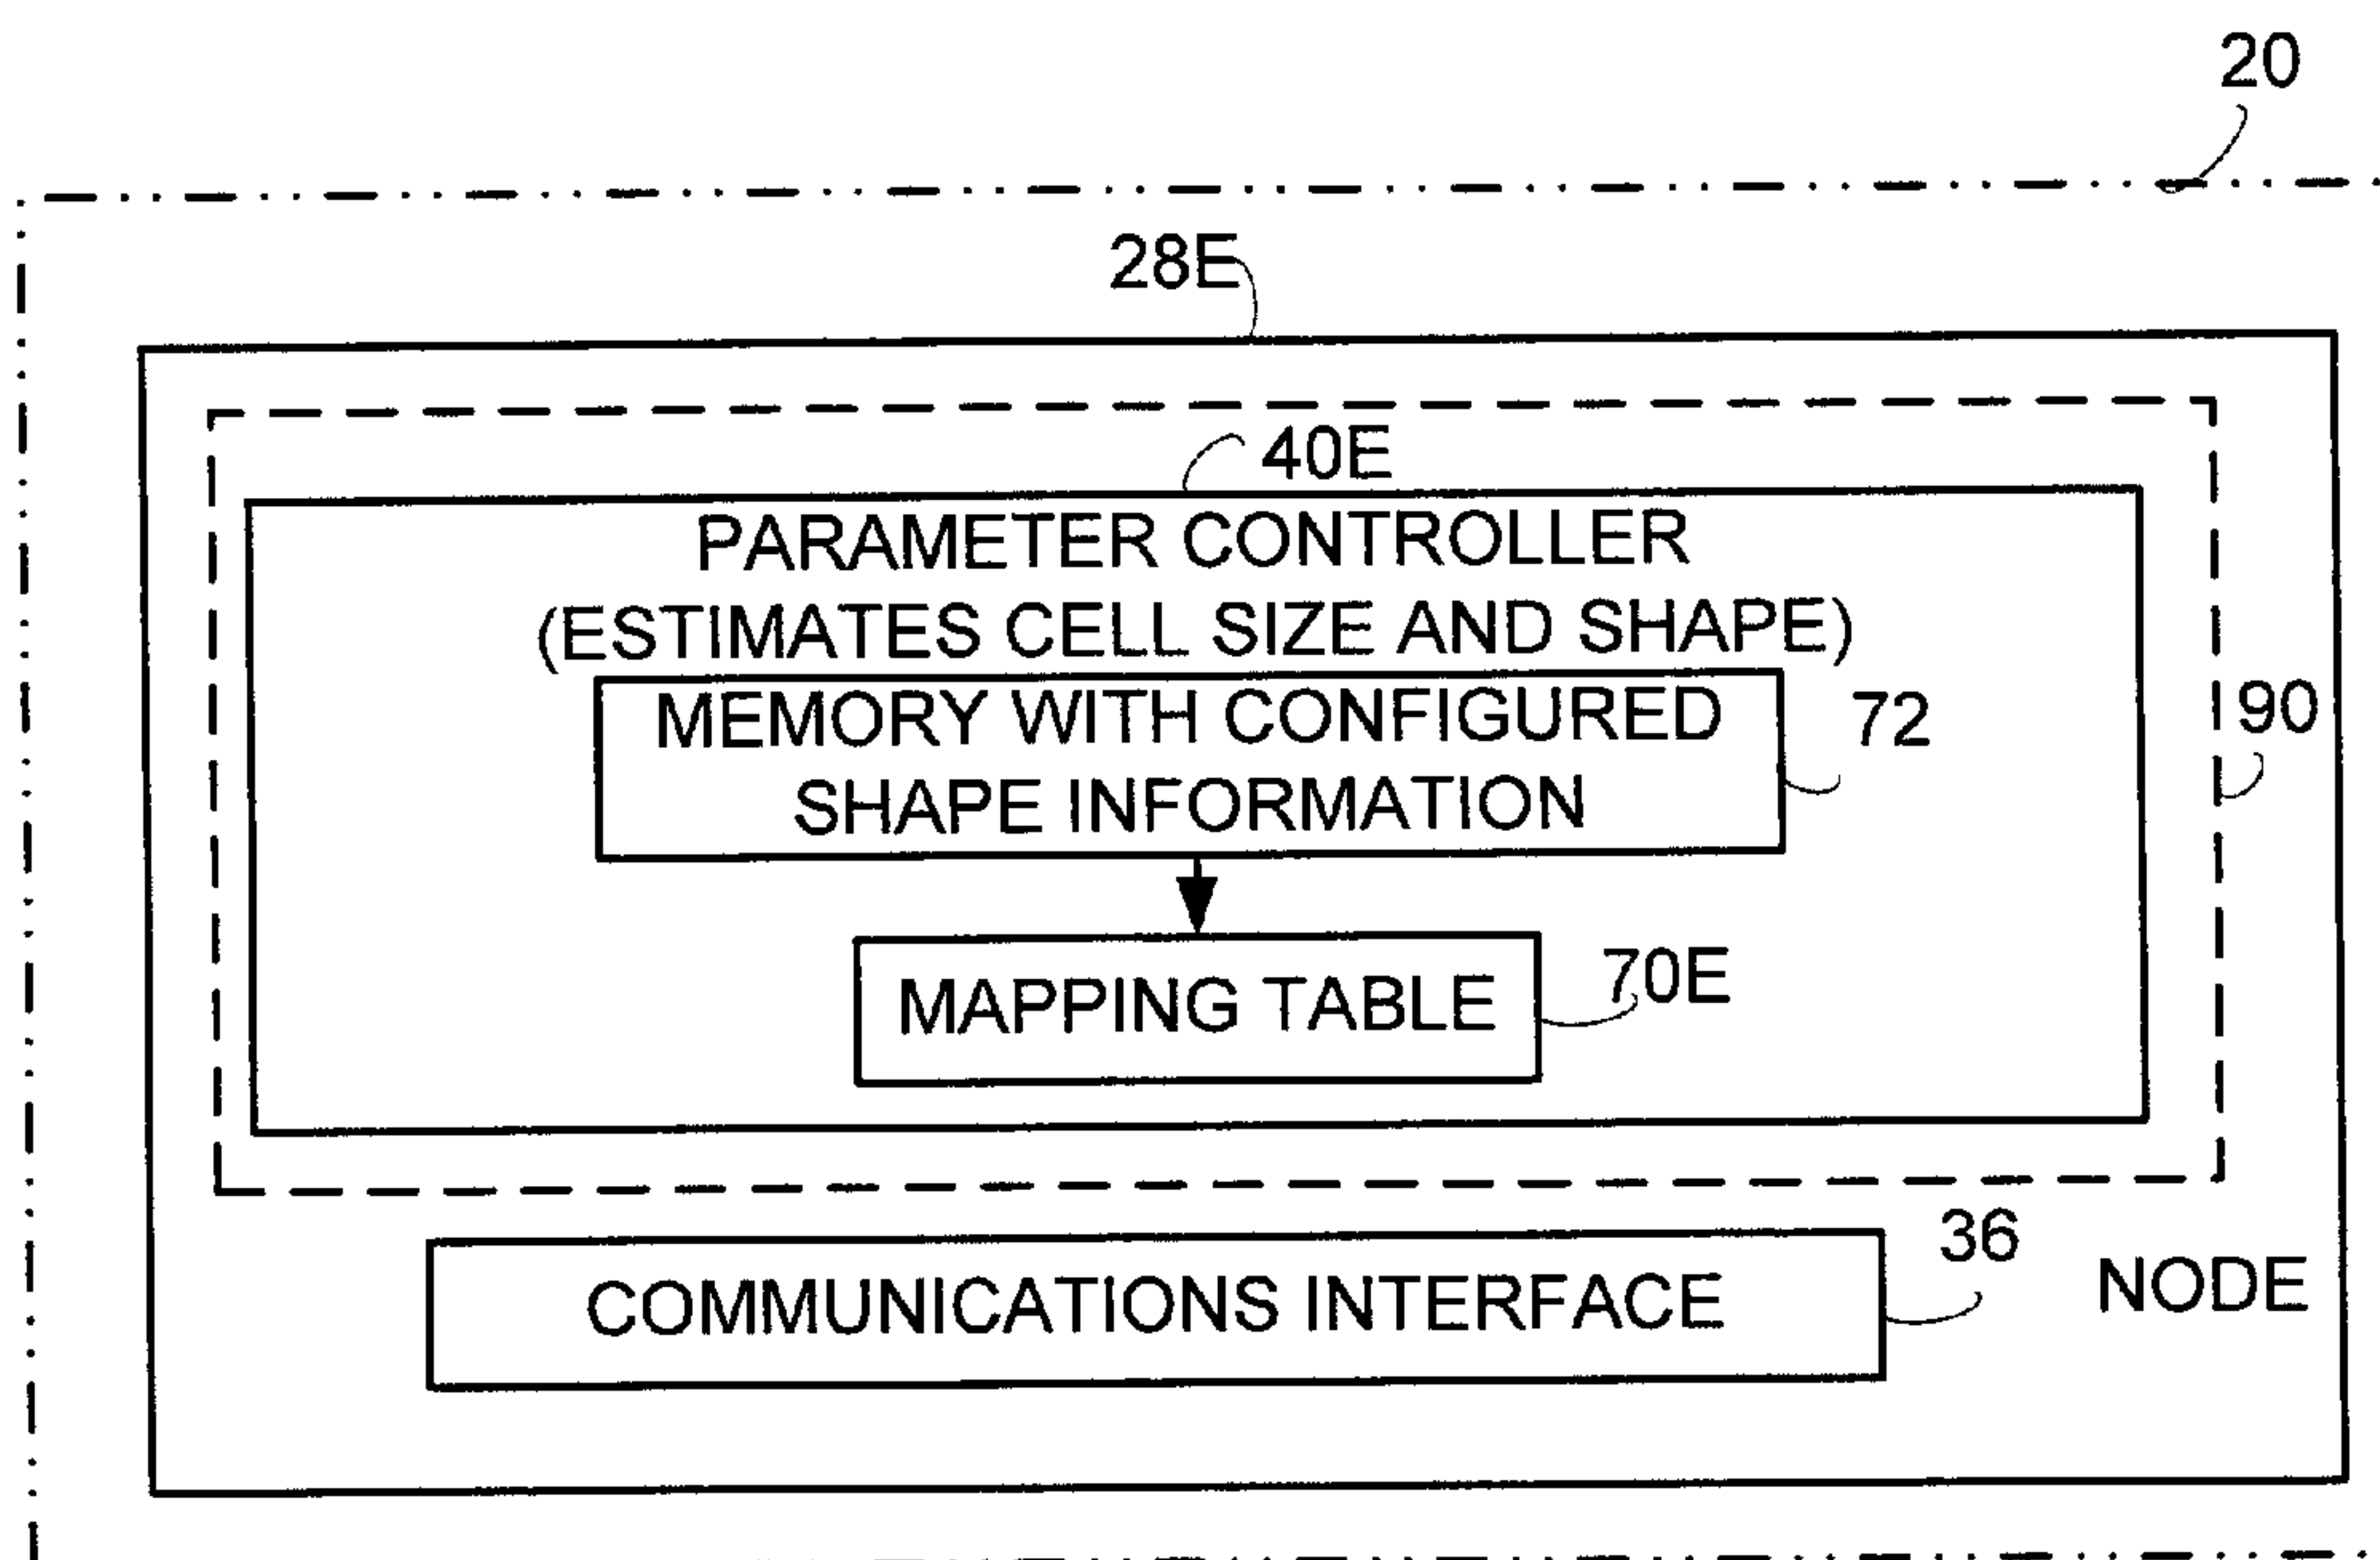 20
28E
40E
PARAMETER CONTROLLER
(ESTIMATES CELL SIZE AND SHAPE)
MEMORY WITH CONFIGURED
SHAPE INFORMATION
72
90
MAPPING TABLE
70E
COMMUNICATIONS INTERFACE
36
NODE